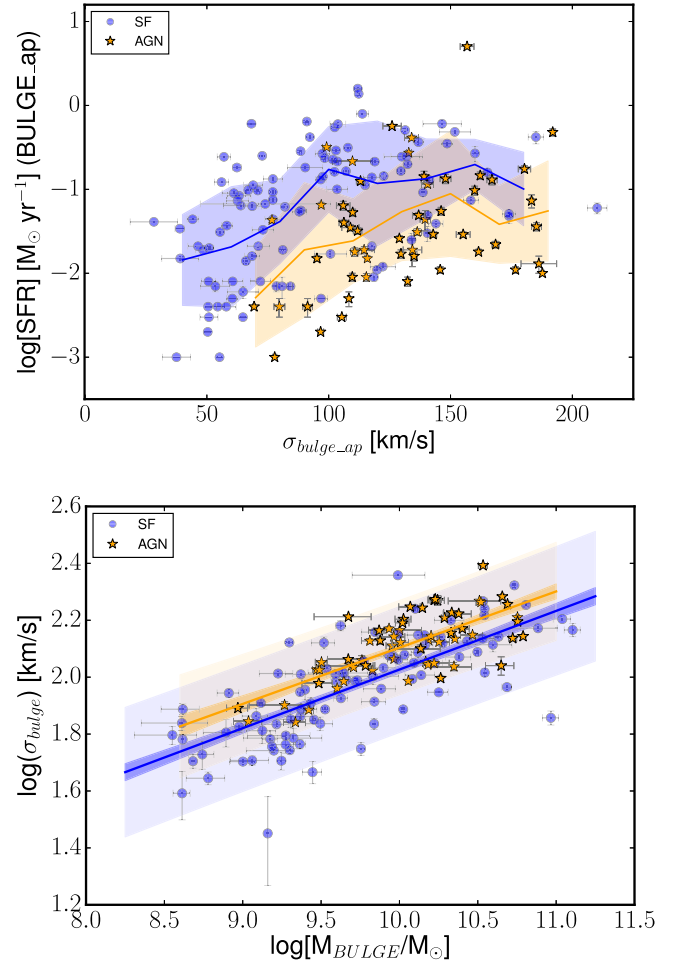 1
0
−1
−2
−3
log[SFR] [M⊙ yr⁻¹] (BULGE_ap)
SF
AGN
0 50 100 150 200
σbulge_ap [km/s]
2.6
2.4
2.2
2.0
1.8
1.6
1.4
1.2
log(σbulge) [km/s]
SF
AGN
8.0 8.5 9.0 9.5 10.0 10.5 11.0 11.5
log[MBULGE/M⊙]